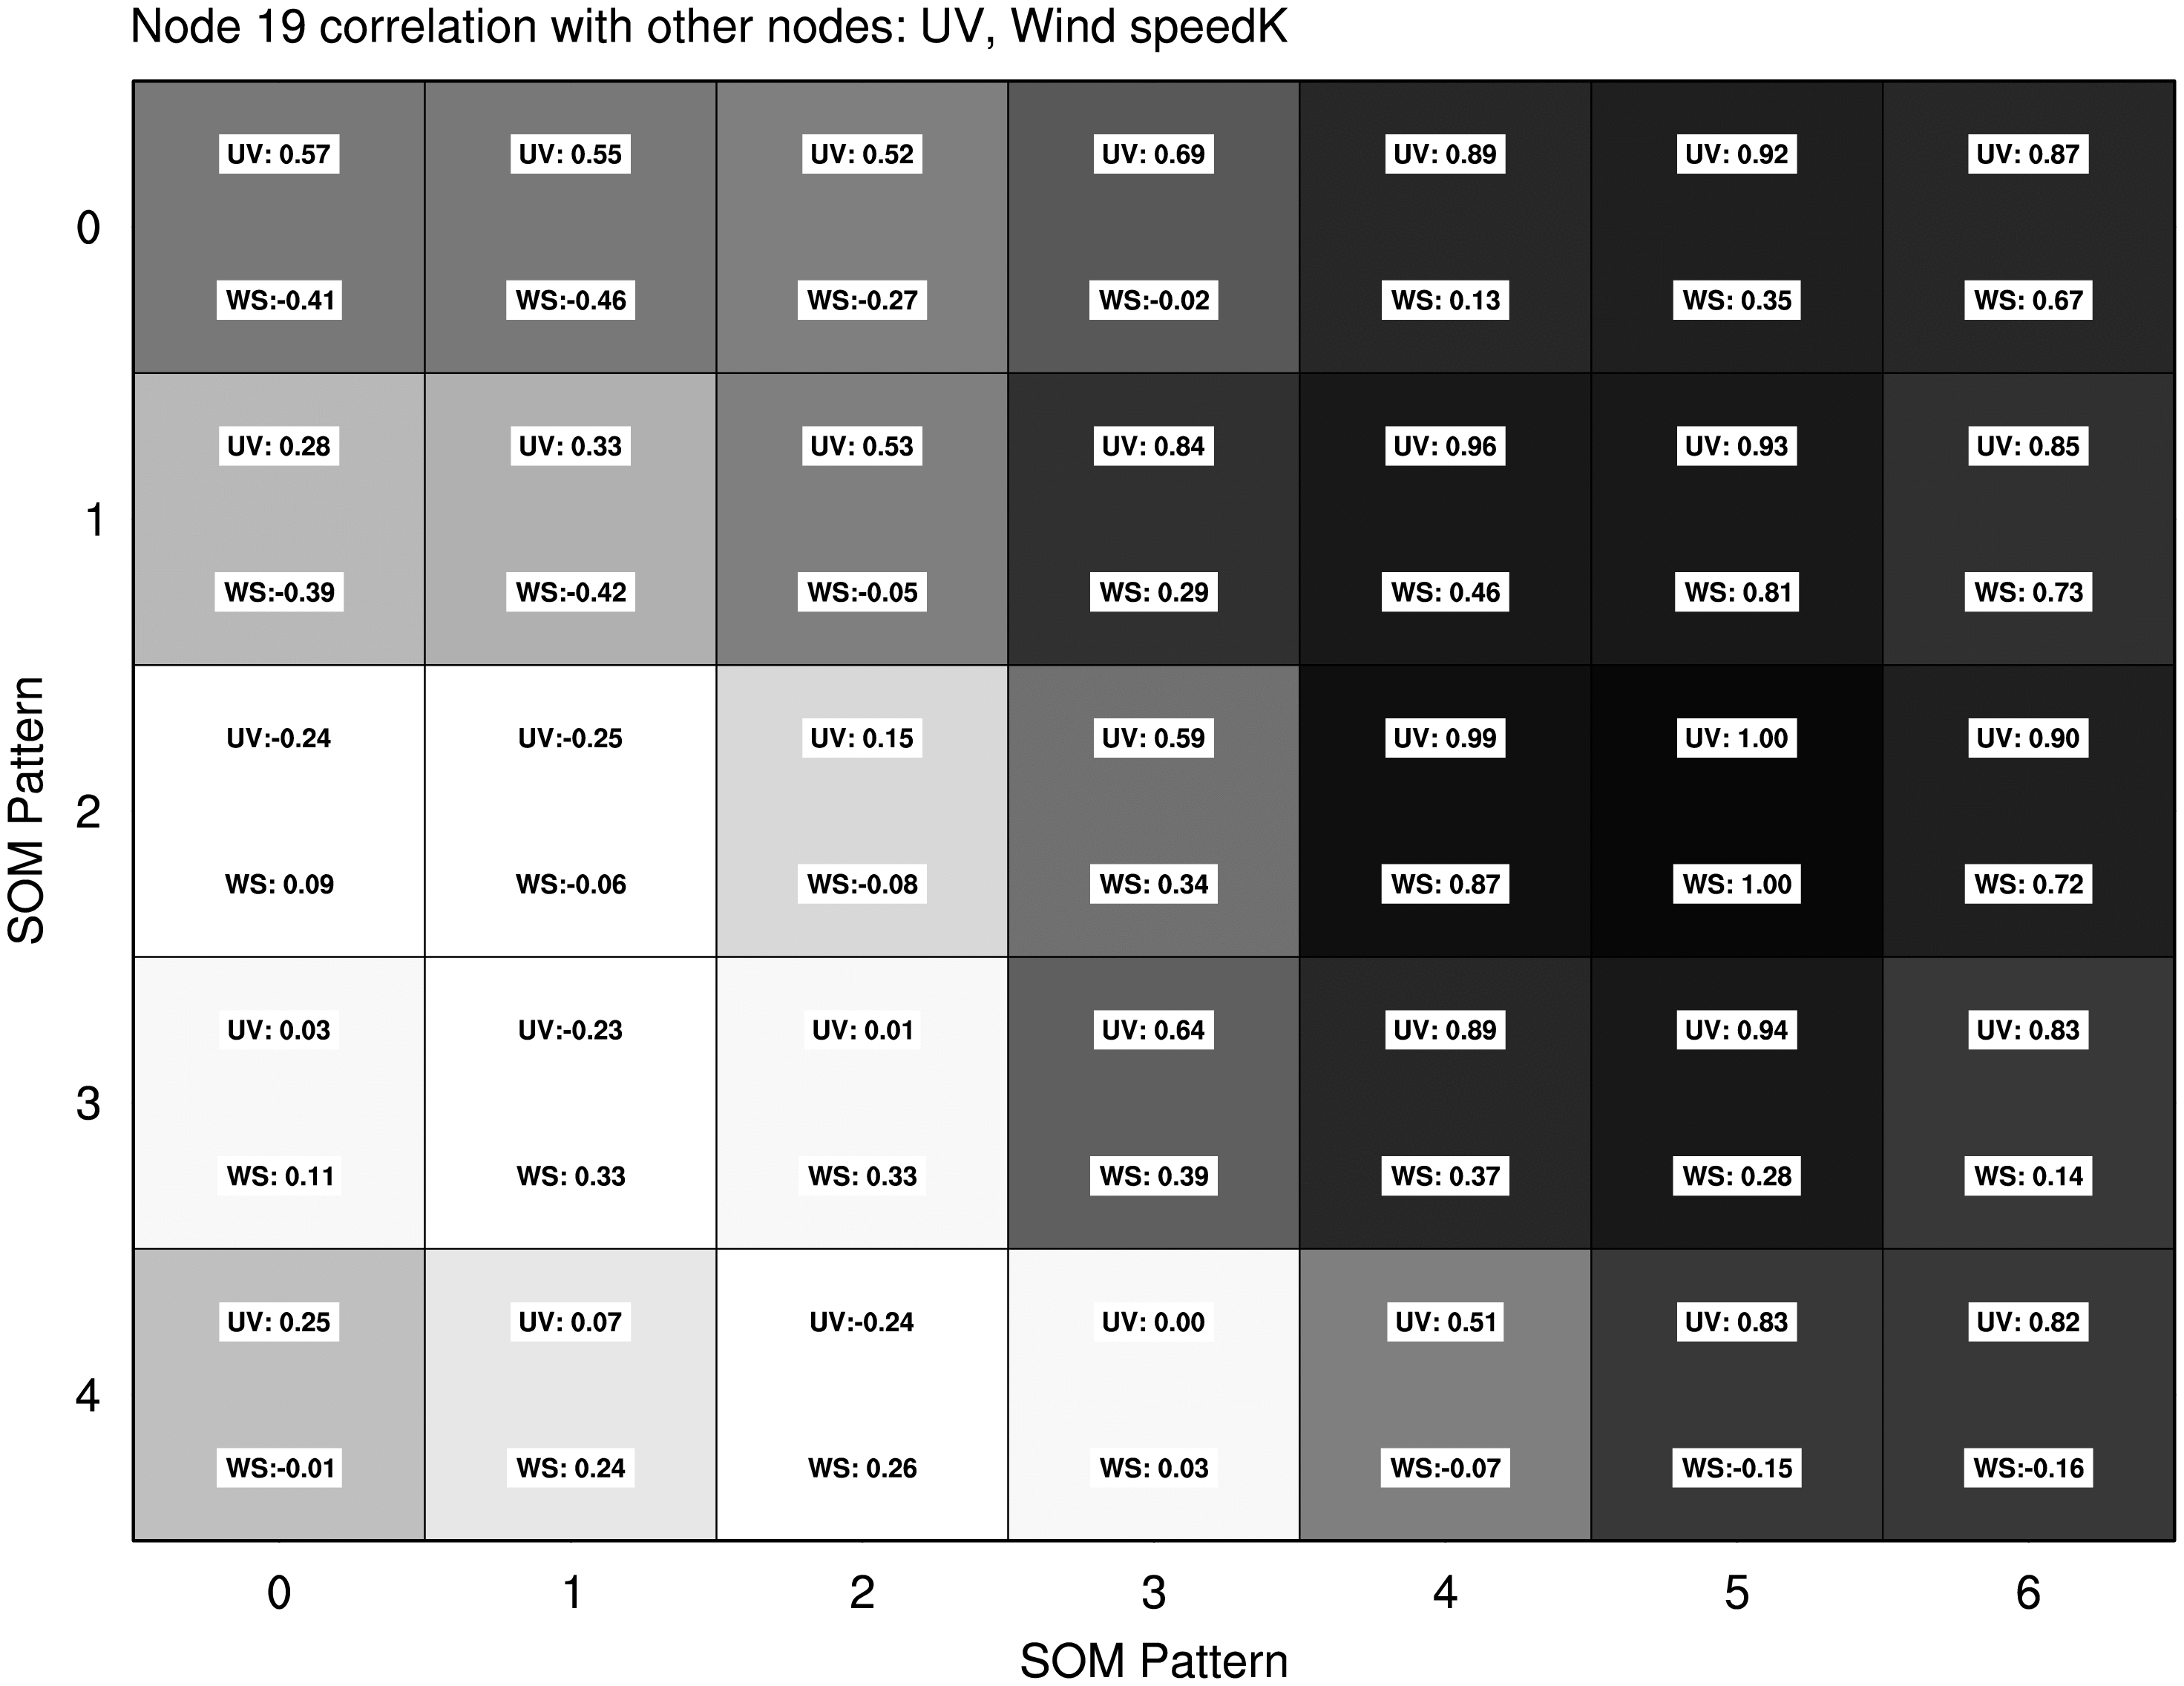 Node 19 correlation with other nodes: UV, Wind speedK
UV: 0.57 UV: 0.55 UV: 0.52 UV: 0.69 UV: 0.89 UV: 0.92 UV: 0.87
0
WS:-0.41 WS:-0.46 WS:-0.27 WS:-0.02 WS: 0.13 WS: 0.35 WS: 0.67
UV: 0.28 UV: 0.33 UV: 0.53 UV: 0.84 UV: 0.96 UV: 0.93 UV: 0.85
1
WS:-0.39 WS:-0.42 WS:-0.05 WS: 0.29 WS: 0.46 WS: 0.81 WS: 0.73
UV:-0.24 UV:-0.25 UV: 0.15 UV: 0.59 UV: 0.99 UV: 1.00 UV: 0.90
SOM Pattern
2
WS: 0.09 WS:-0.06 WS:-0.08 WS: 0.34 WS: 0.87 WS: 1.00 WS: 0.72
UV: 0.03 UV:-0.23 UV: 0.01 UV: 0.64 UV: 0.89 UV: 0.94 UV: 0.83
3
WS: 0.11 WS: 0.33 WS: 0.33 WS: 0.39 WS: 0.37 WS: 0.28 WS: 0.14
UV: 0.25 UV: 0.07 UV:-0.24 UV: 0.00 UV: 0.51 UV: 0.83 UV: 0.82
4
WS:-0.01 WS: 0.24 WS: 0.26 WS: 0.03 WS:-0.07 WS:-0.15 WS:-0.16
0 1 2 3 4 5 6
SOM Pattern